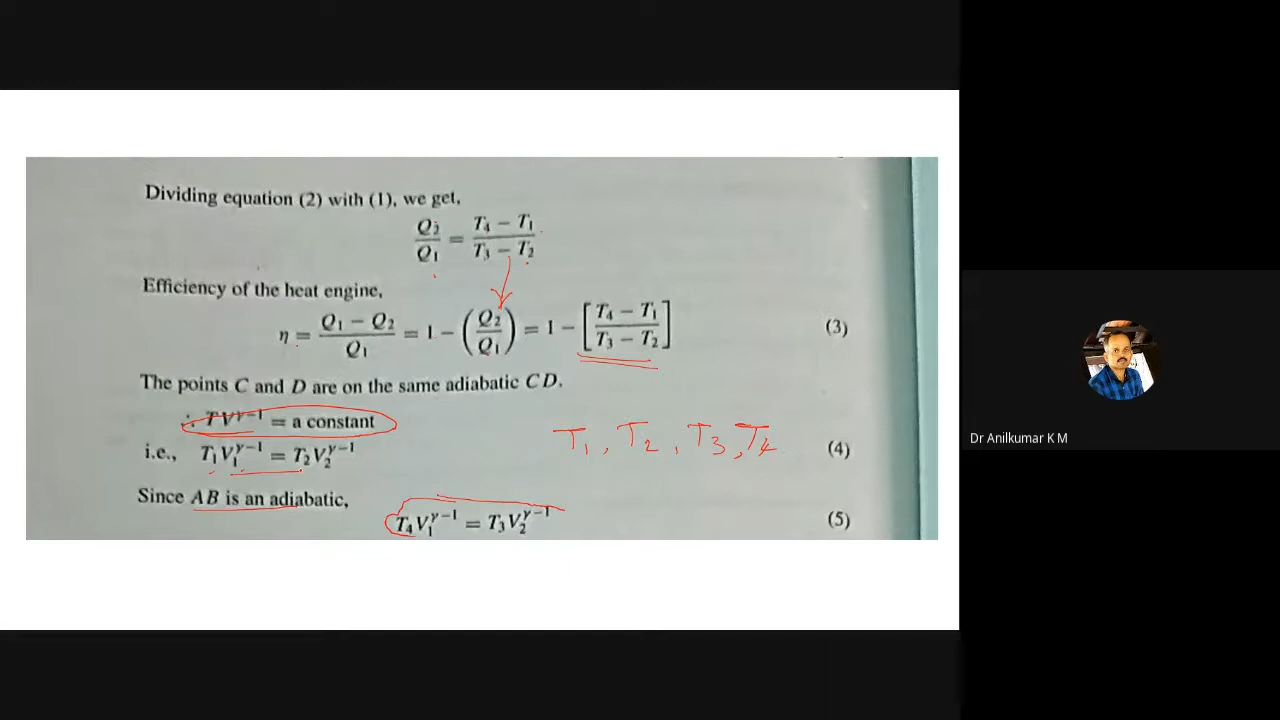 Dividing equation (2) with (1), we get,
Q₂/Q₁ = (T₄ − T₁)/(T₃ − T₂)
Efficiency of the heat engine,
η = (Q₁ − Q₂)/Q₁ = 1 − (Q₂/Q₁) = 1 − [(T₄ − T₁)/(T₃ − T₂)] (3)
The points C and D are on the same adiabatic CD.
∴ TV^(γ−1) = a constant
T₁, T₂, T₃, T₄
i.e., T₁V₁^(γ−1) = T₂V₂^(γ−1) (4)
Since AB is an adiabatic,
T₄V₁^(γ−1) = T₃V₂^(γ−1) (5)
Dr Anilkumar K M